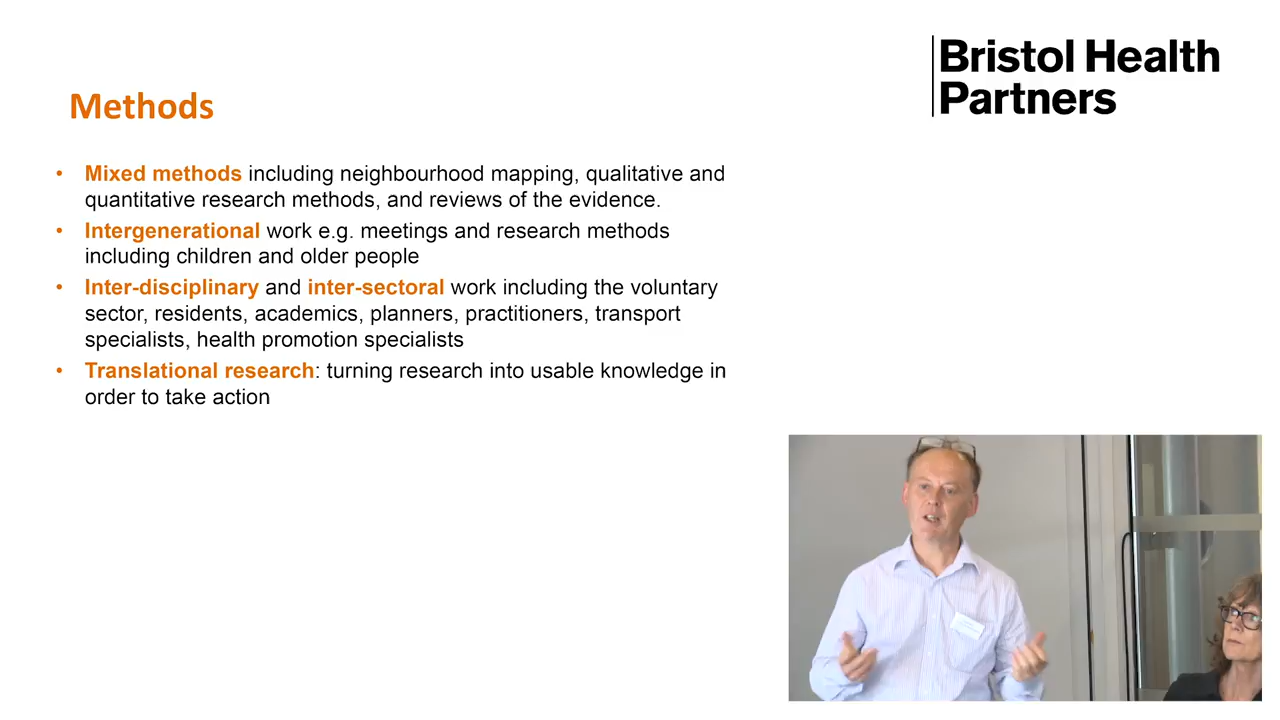 Bristol Health
Partners
Methods
• Mixed methods including neighbourhood mapping, qualitative and
quantitative research methods, and reviews of the evidence.
• Intergenerational work e.g. meetings and research methods
including children and older people
• Inter-disciplinary and inter-sectoral work including the voluntary
sector, residents, academics, planners, practitioners, transport
specialists, health promotion specialists
• Translational research: turning research into usable knowledge in
order to take action